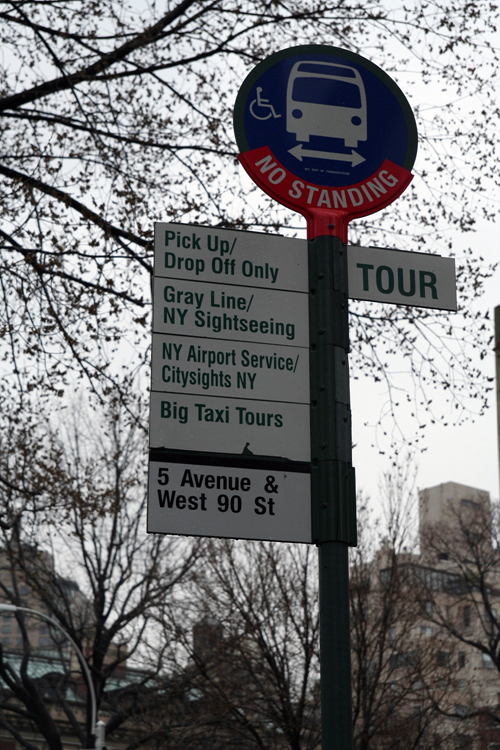 NO STANDING
TOUR
Pick Up/
Drop Off Only
Gray Line/
NY Sightseeing
NY Airport Service/
Citysights NY
Big Taxi Tours
5 Avenue &
West 90 St